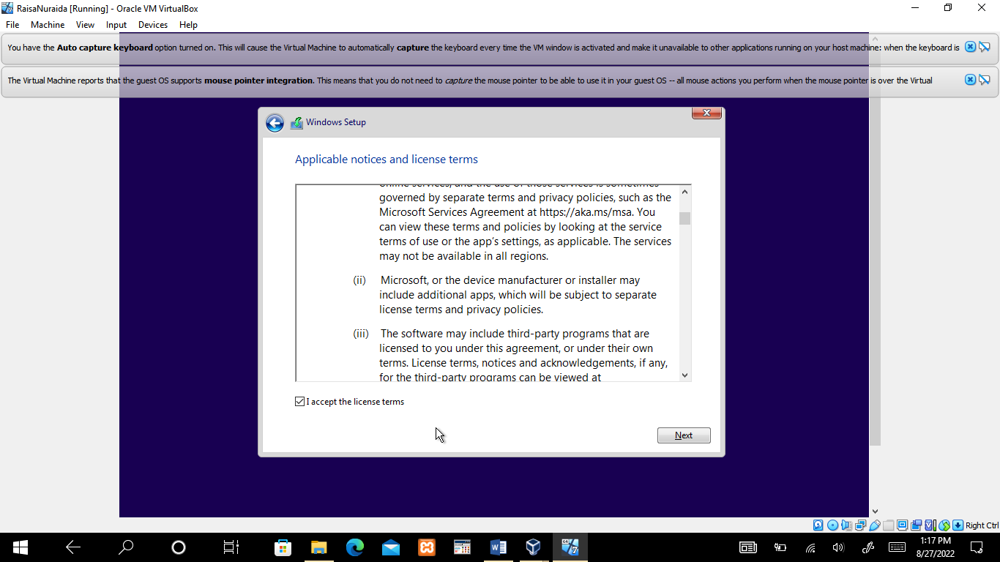 RaisaNuraida [Running] - Oracle VM VirtualBox
File Machine View Input Devices Help
You have the Auto capture keyboard option turned on. This will cause the Virtual Machine to automatically capture the keyboard every time the VM window is activated and make it unavailable to other applications running on your host machine: when the keyboard is
The Virtual Machine reports that the guest OS supports mouse pointer integration. This means that you do not need to capture the mouse pointer to be able to use it in your guest OS -- all mouse actions you perform when the mouse pointer is over the Virtual
Windows Setup
Applicable notices and license terms
online services, and the use of those services is sometimes
governed by separate terms and privacy policies, such as the
Microsoft Services Agreement at https://aka.ms/msa. You
can view these terms and policies by looking at the service
terms of use or the app's settings, as applicable. The services
may not be available in all regions.
(ii) Microsoft, or the device manufacturer or installer may
include additional apps, which will be subject to separate
license terms and privacy policies.
(iii) The software may include third-party programs that are
licensed to you under this agreement, or under their own
terms. License terms, notices and acknowledgements, if any,
for the third-party programs can be viewed at
I accept the license terms
Next
Right Ctrl
1:17 PM
8/27/2022